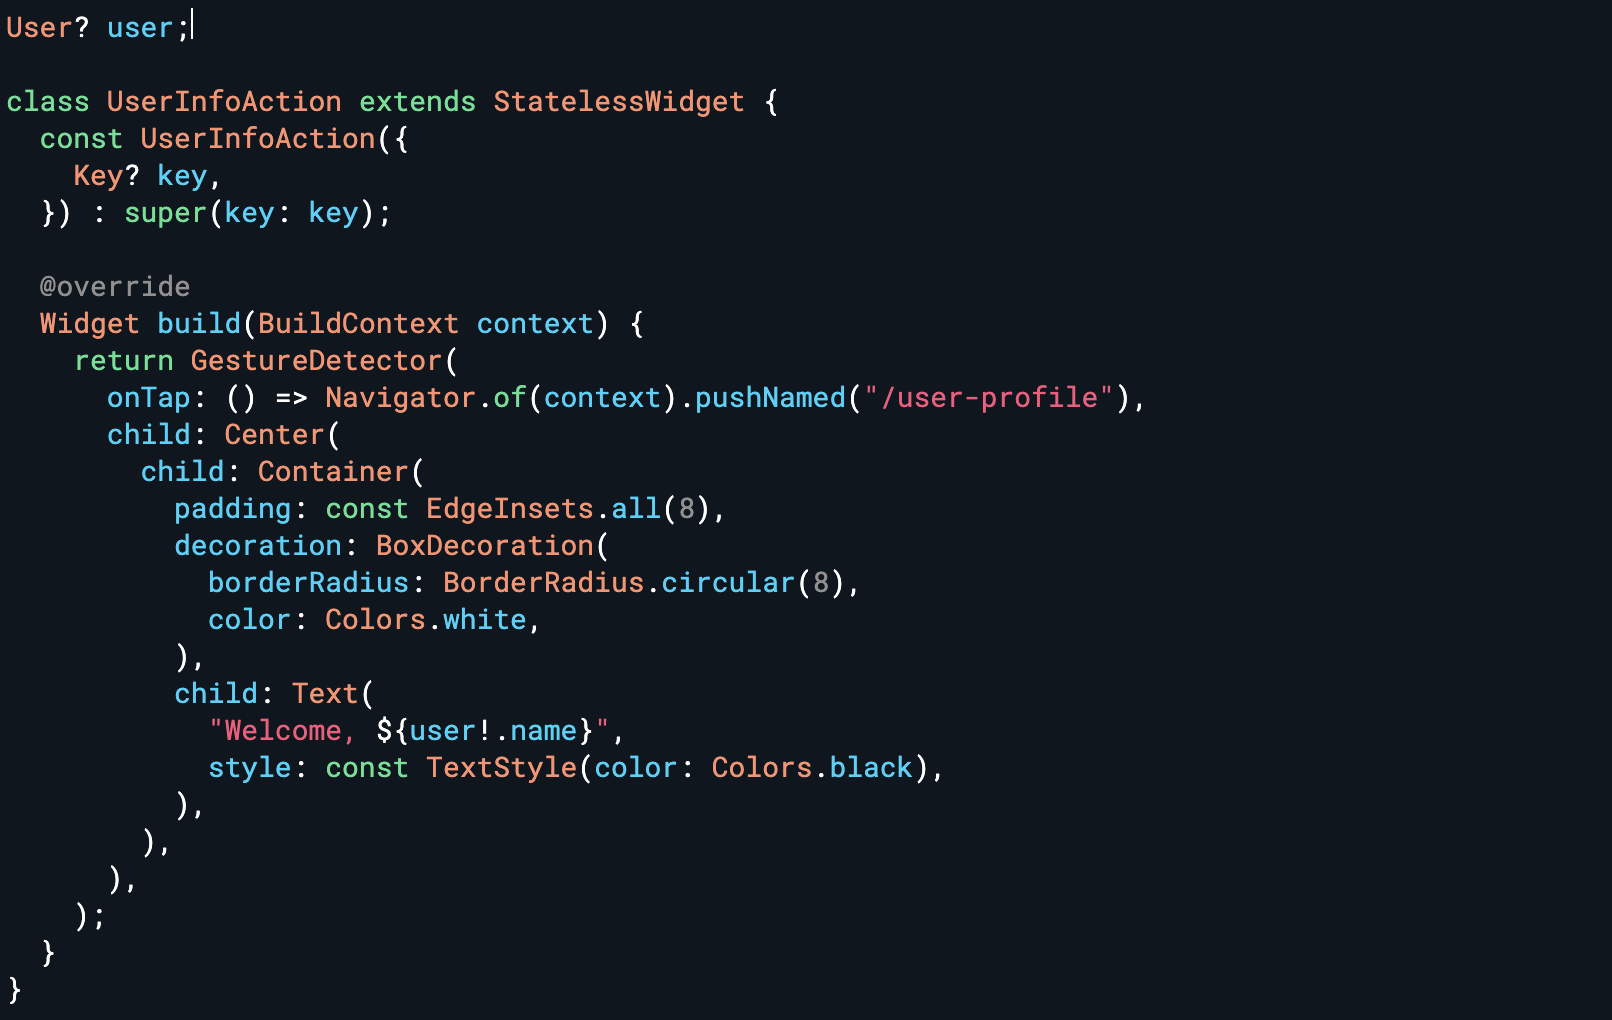 User? user;
class UserInfoAction extends StatelessWidget {
  const UserInfoAction({
    Key? key,
  }) : super(key: key);

  @override
  Widget build(BuildContext context) {
    return GestureDetector(
      onTap: () => Navigator.of(context).pushNamed("/user-profile"),
      child: Center(
        child: Container(
          padding: const EdgeInsets.all(8),
          decoration: BoxDecoration(
            borderRadius: BorderRadius.circular(8),
            color: Colors.white,
          ),
          child: Text(
            "Welcome, ${user!.name}",
            style: const TextStyle(color: Colors.black),
          ),
        ),
      ),
    );
  }
}